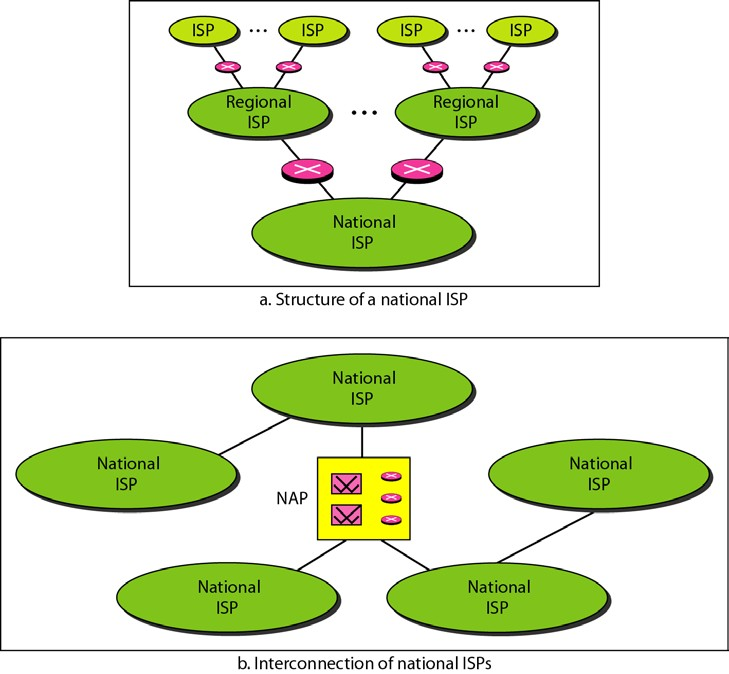 ISP ... ISP ISP ... ISP
Regional
ISP
...
Regional
ISP
National
ISP
a. Structure of a national ISP
National
ISP
National
ISP
National
ISP
NAP
National
ISP
National
ISP
b. Interconnection of national ISPs